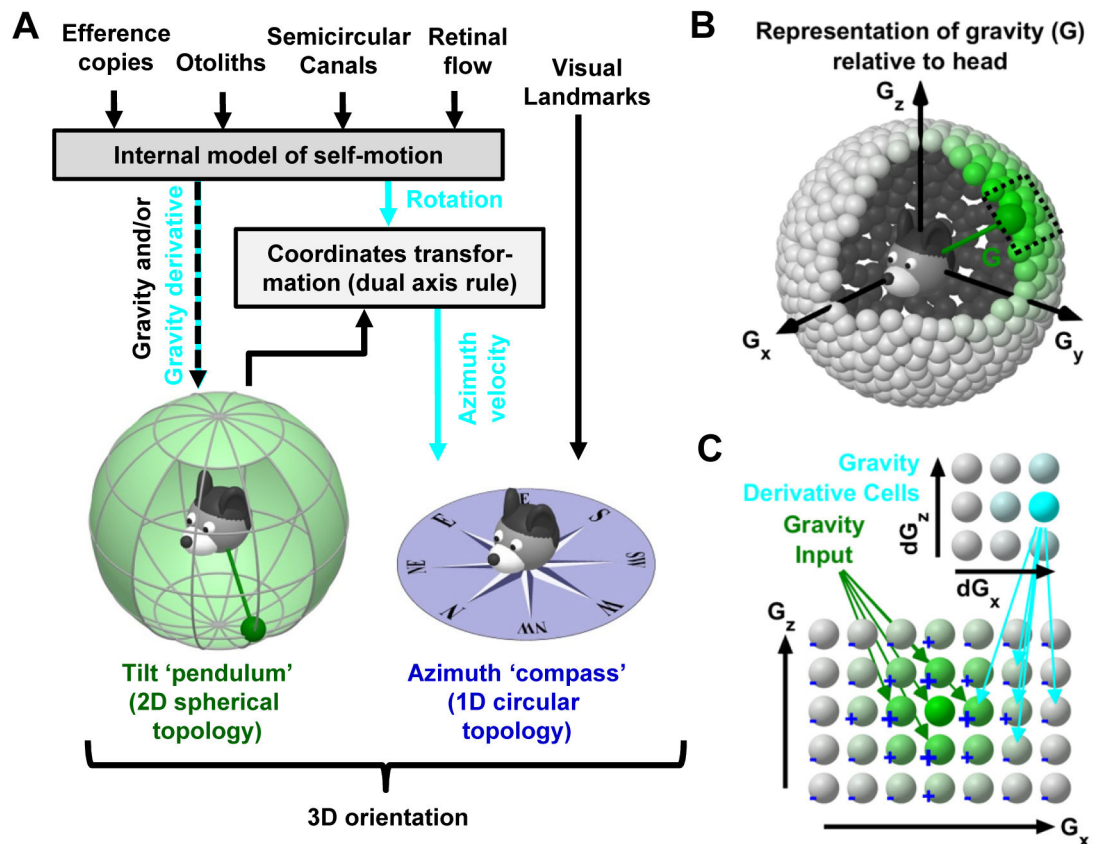 A
Efference
copies
Otoliths
Semicircular
Canals
Retinal
flow
Visual
Landmarks
Internal model of self-motion
Gravity and/or
Gravity derivative
Rotation
Coordinates transfor-
mation (dual axis rule)
Azimuth
velocity
E
E
S
NE
SW
N
W
NW
Tilt ‘pendulum’
(2D spherical
topology)
Azimuth ‘compass’
(1D circular
topology)
3D orientation
B
Representation of gravity (G)
relative to head
Gz
G
Gx
Gy
C
Gravity
Derivative Cells
Gravity
Input
dGz
dGx
Gz
- - - + - - -
- - + + + - -
- + + + + -
- - + + + - -
- - - + - - -
Gx